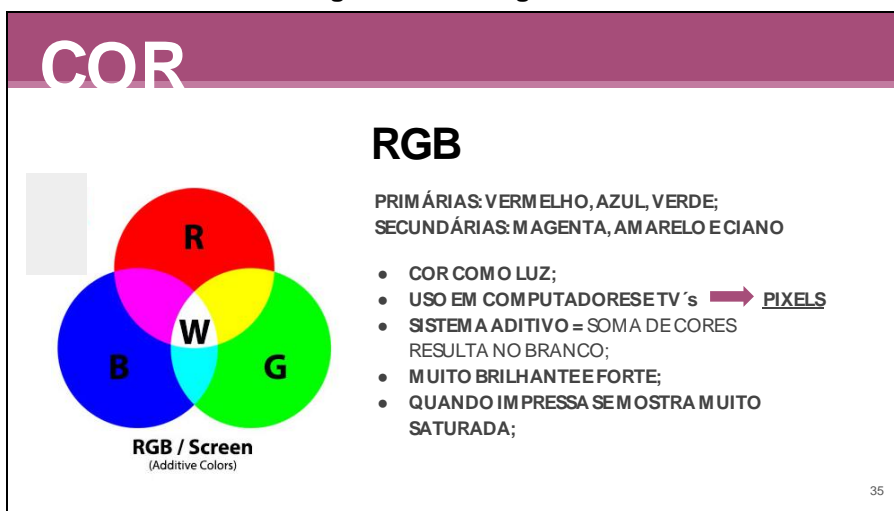 COR
RGB
PRIMÁRIAS: VERMELHO, AZUL, VERDE;
SECUNDÁRIAS: MAGENTA, AMARELO E CIANO
● COR COMO LUZ;
● USO EM COMPUTADORES E TV´s PIXELS
● SISTEMA ADITIVO = SOMA DE CORES
RESULTA NO BRANCO;
● MUITO BRILHANTE E FORTE;
● QUANDO IMPRESSA SE MOSTRA MUITO
SATURADA;
R
W
B
G
RGB / Screen
(Additive Colors)
35